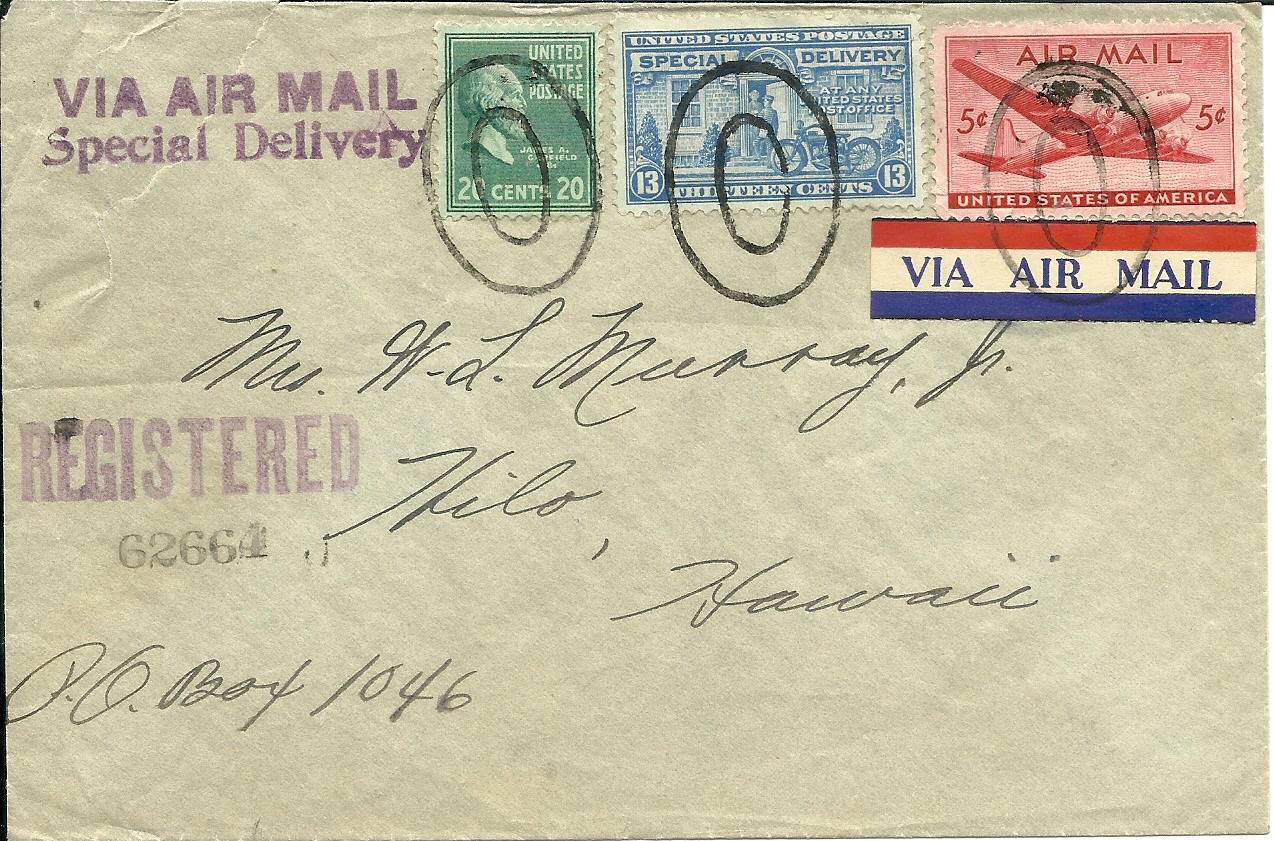 VIA AIR MAIL
Special Delivery
UNITED
STATES
POSTAGE
JAMES A.
GARFIELD
20 CENTS 20
UNITED STATES POSTAGE
SPECIAL DELIVERY
AT ANY
UNITED STATES
POST OFFICE
13 THIRTEEN CENTS 13
AIR MAIL
5¢ 5¢
UNITED STATES OF AMERICA
VIA AIR MAIL
Mrs. W. L. Murray, Jr.
REGISTERED
Hilo,
62664
Hawaii
P.O. Box 1046